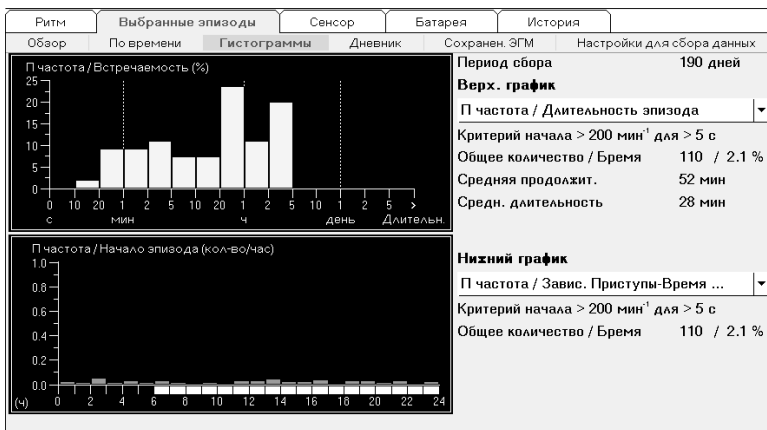 Ритм Выбранные эпизоды Сенсор Батарея История
Обзор По времени Гистограммы Дневник Сохранен. ЭГМ Настройки для сбора данных
П частота / Встречаемость (%)
25
20
15
10
5
0
0 10 20 1 2 5 10 20 1 2 5 10 1 2 5 >
с мин ч день Длительн.
Период сбора 190 дней
Верх. график
П частота / Длительность эпизода
Критерий начала > 200 мин⁻¹ для > 5 с
Общее количество / Бремя 110 / 2.1 %
Средняя продолжит. 52 мин
Средн. длительность 28 мин
П частота / Начало эпизода (кол-во/час)
1.0
0.8
0.6
0.4
0.2
0.0
(ч) 0 2 4 6 8 10 12 14 16 18 20 22 24
Нижний график
П частота / Завис. Приступы-Время ...
Критерий начала > 200 мин⁻¹ для > 5 с
Общее количество / Бремя 110 / 2.1 %